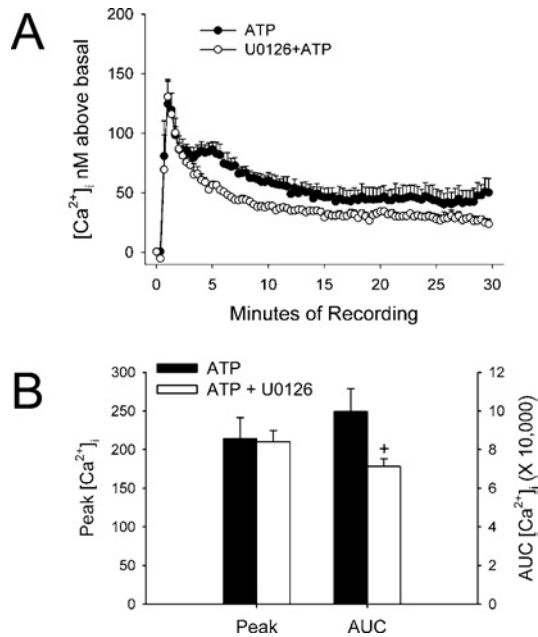 A
ATP
U0126+ATP
[Ca2+]i nM above basal
200
150
100
50
0
0 5 10 15 20 25 30
Minutes of Recording
B
ATP
ATP + U0126
Peak [Ca2+]i
300
250
200
150
100
50
0
+
12
10
8
6
4
2
0
AUC [Ca2+]i (X 10,000)
Peak AUC